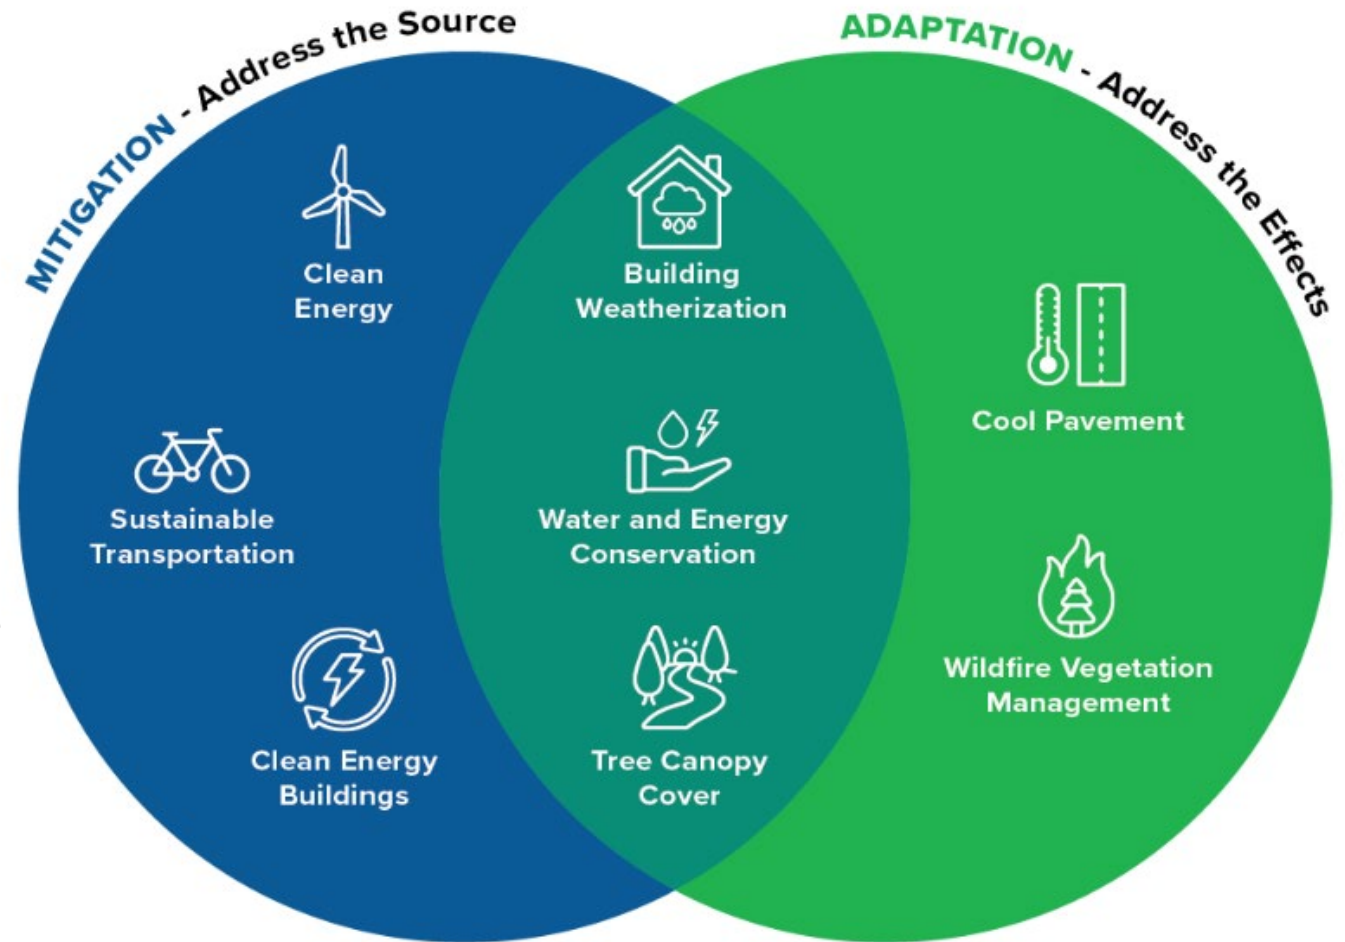 MITIGATION - Address the Source
ADAPTATION - Address the Effects
Clean
Energy
Sustainable
Transportation
Clean Energy
Buildings
Building
Weatherization
Water and Energy
Conservation
Tree Canopy
Cover
Cool Pavement
Wildfire Vegetation
Management